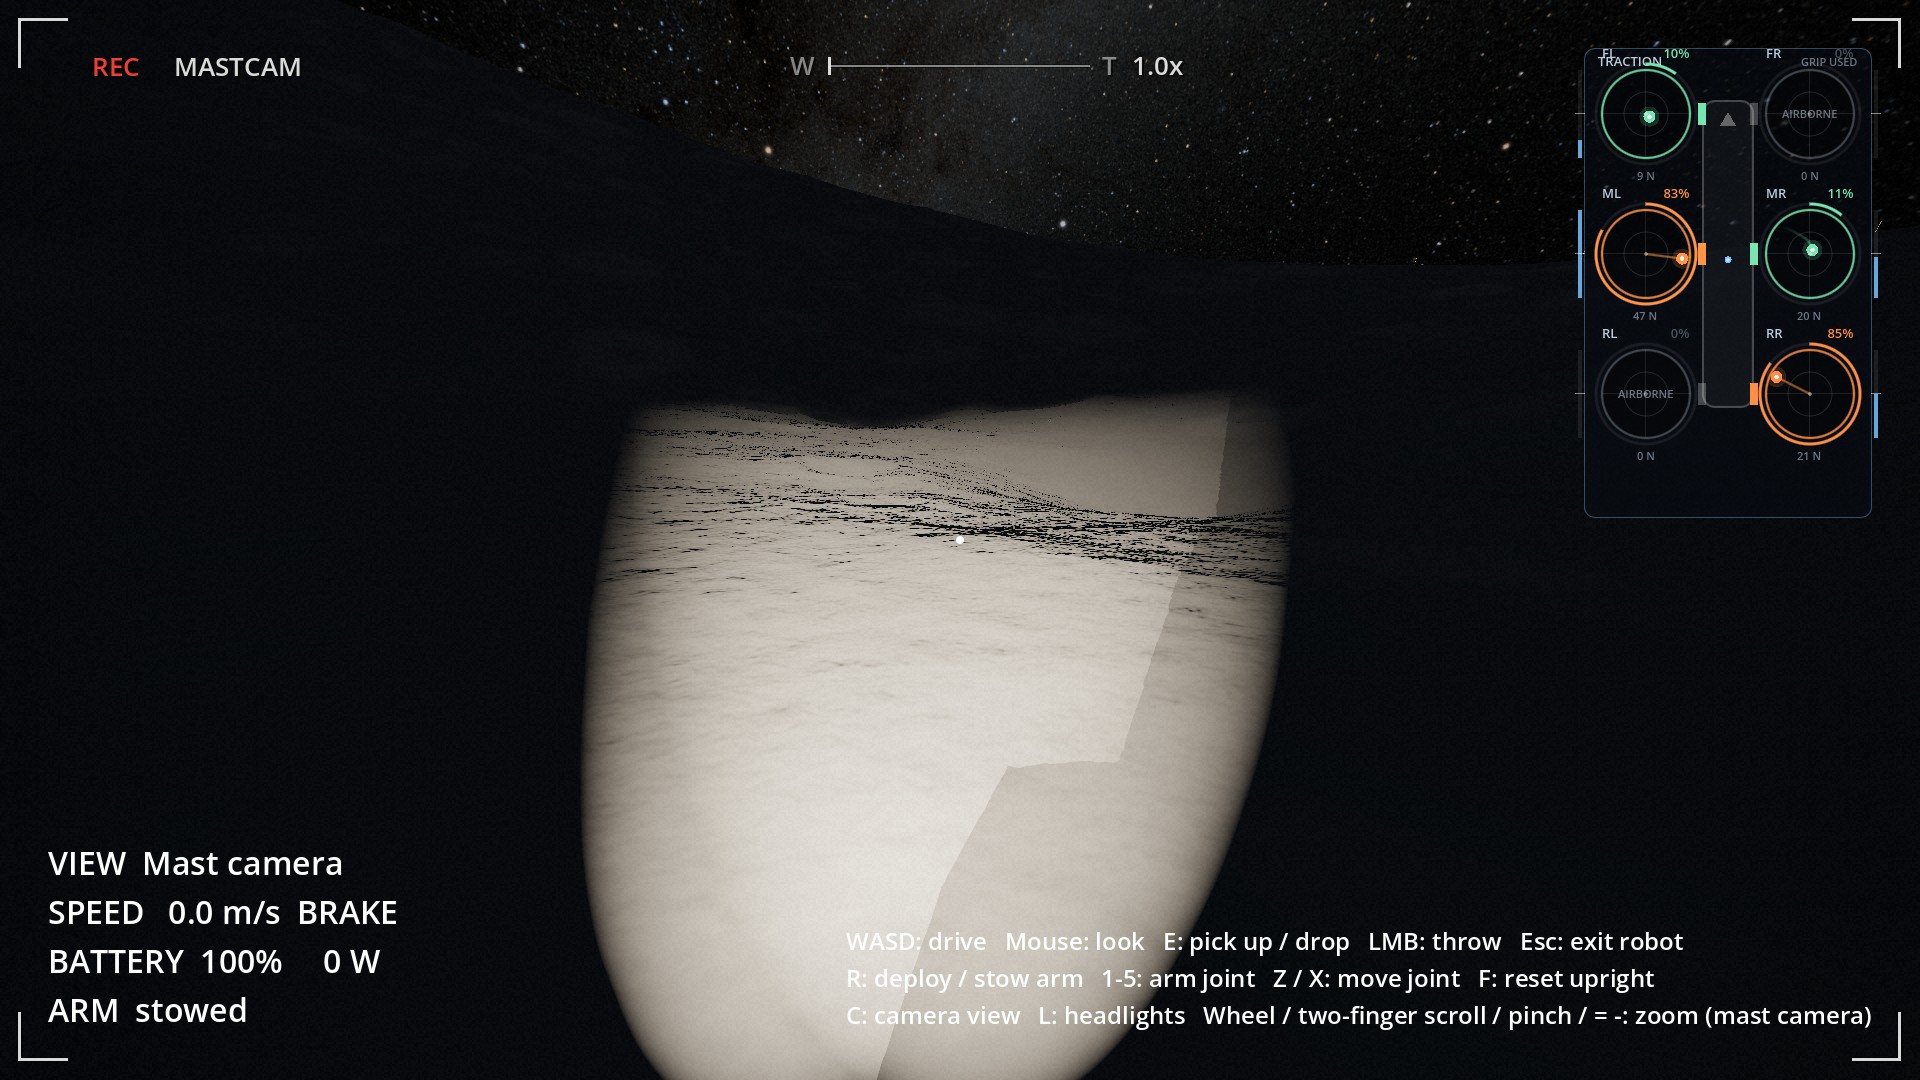 REC MASTCAM
W T 1.0x
FL 10% FR 0%
TRACTION GRIP USED
AIRBORNE
9 N 0 N
ML 83% MR 11%
47 N 20 N
RL 0% RR 85%
AIRBORNE
0 N 21 N
VIEW Mast camera
SPEED 0.0 m/s BRAKE
BATTERY 100% 0 W
ARM stowed
WASD: drive Mouse: look E: pick up / drop LMB: throw Esc: exit robot
R: deploy / stow arm 1-5: arm joint Z / X: move joint F: reset upright
C: camera view L: headlights Wheel / two-finger scroll / pinch / = -: zoom (mast camera)